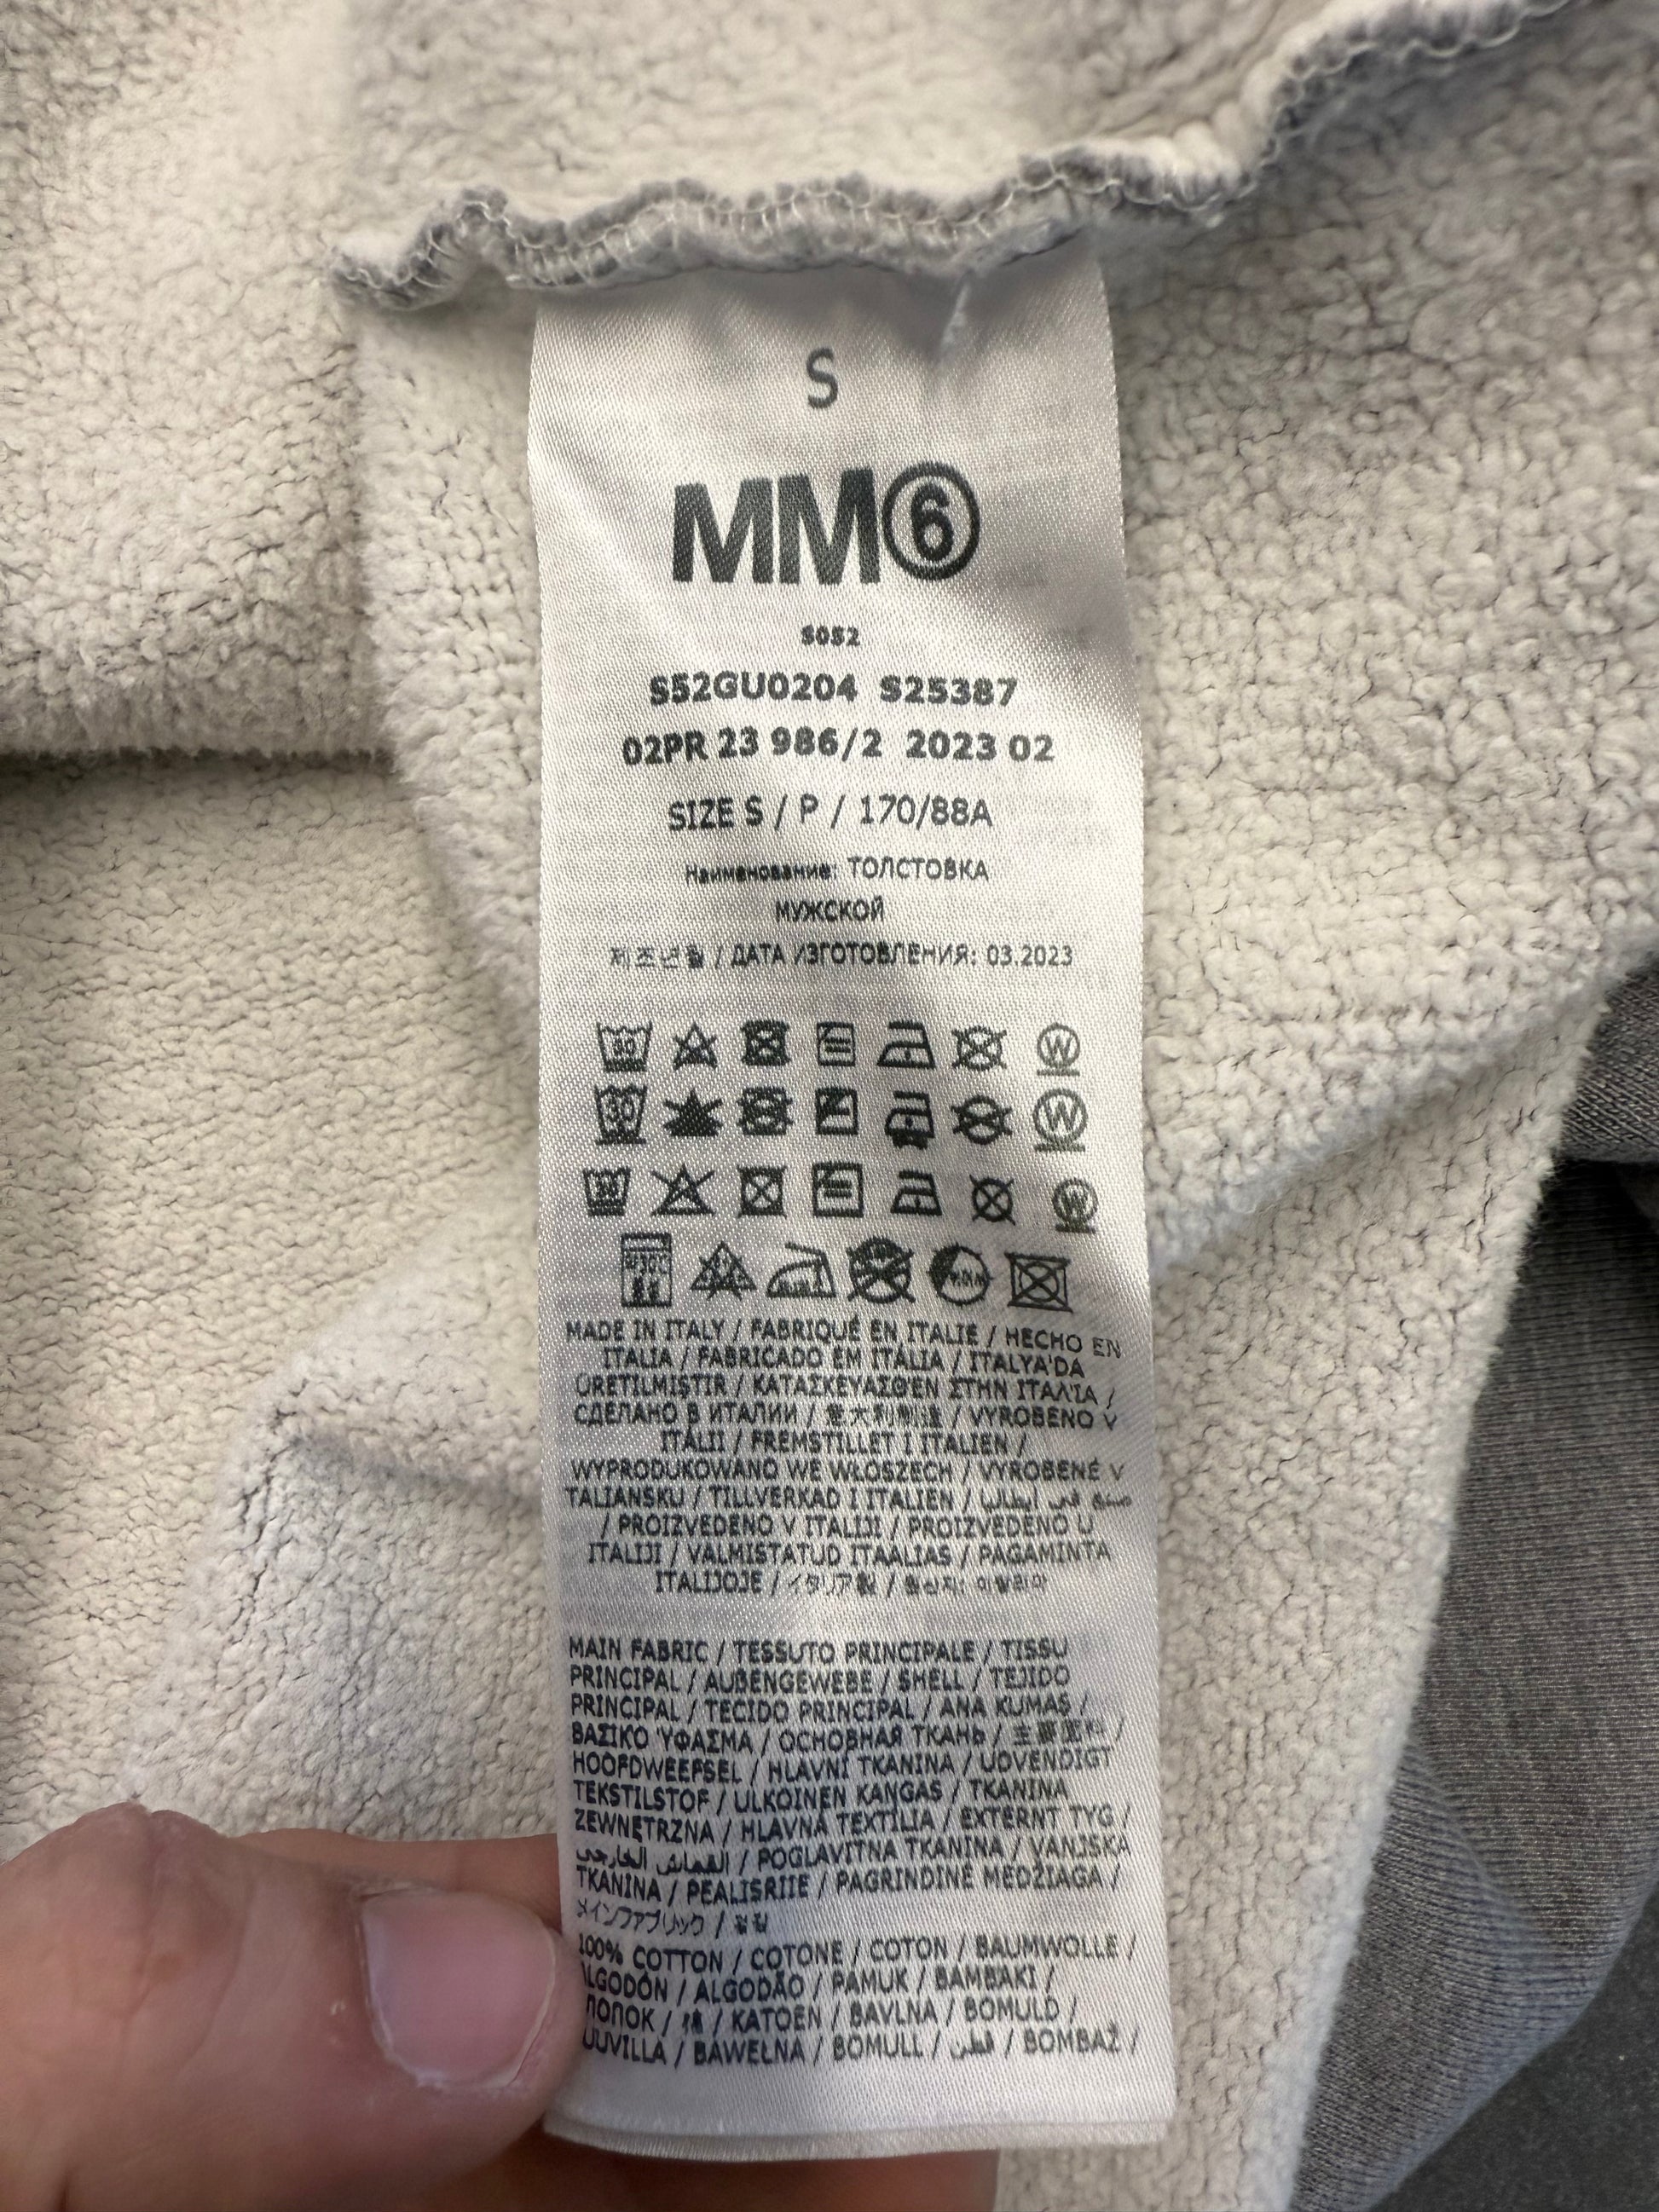 S
MM⑥
S052
S52GU0204 S25387
02PR 23 986/2 2023 02
SIZE S / P / 170/88A
Наименование: ТОЛСТОВКА
МУЖСКОЙ
제조년월 / ДАТА ИЗГОТОВЛЕНИЯ: 03.2023
30 W
30 W
30 W
MADE IN ITALY / FABRIQUÉ EN ITALIE / HECHO EN
ITALIA / FABRICADO EM ITÁLIA / ITALYA'DA
ÜRETILMIŞTIR / ΚΑΤΑΣΚΕΥΑΣΘΕΝ ΣΤΗΝ ΙΤΑΛΊΑ /
СДЕЛАНО В ИТАЛИИ / 意大利制造 / VYROBENO V
ITÁLII / FREMSTILLET I ITALIEN /
WYPRODUKOWANO WE WŁOSZECH / VYROBENÉ V
TALIANSKU / TILLVERKAD I ITALIEN / صنع في إيطاليا
/ PROIZVEDENO V ITALIJI / PROIZVEDENO U
ITALIJI / VALMISTATUD ITAALIAS / PAGAMINTA
ITALIJOJE / イタリア製 / 원산지: 이탈리아
MAIN FABRIC / TESSUTO PRINCIPALE / TISSU
PRINCIPAL / AUßENGEWEBE / SHELL / TEJIDO
PRINCIPAL / TECIDO PRINCIPAL / ANA KUMAŞ /
ΒΑΣΙΚΟ ΎΦΑΣΜΑ / ОСНОВНАЯ ТКАНЬ / 主要面料 /
HOOFDWEEFSEL / HLAVNÍ TKANINA / UDVENDIGT
TEKSTILSTOF / ULKOINEN KANGAS / TKANINA
ZEWNĘTRZNA / HLAVNÁ TEXTÍLIA / EXTERNT TYG /
القماش الخارجي / POGLAVITNA TKANINA / VANJSKA
TKANINA / PEALISRIIE / PAGRINDINĖ MEDŽIAGA /
メインファブリック / 겉감
100% COTTON / COTONE / COTON / BAUMWOLLE /
ALGODÓN / ALGODÃO / PAMUK / ΒΑΜΒΑΚΙ /
ХЛОПОК / 棉 / KATOEN / BAVLNA / BOMULD /
PUUVILLA / BAWEŁNA / BOMULL / قطن / BOMBAŽ /